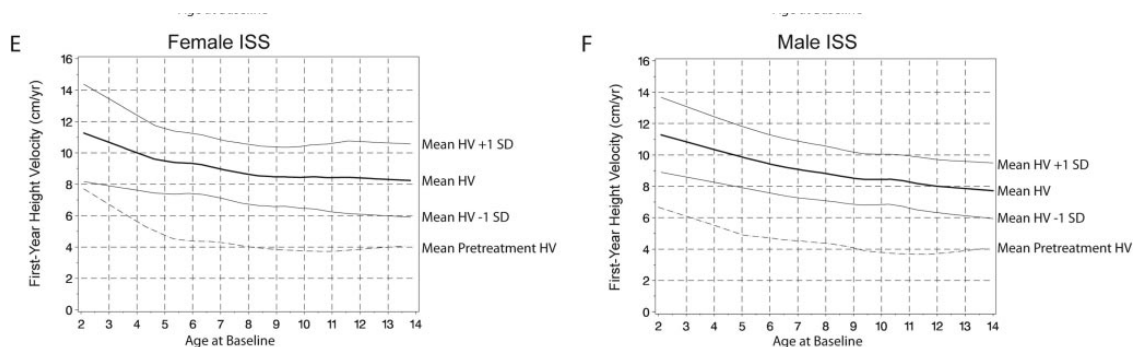 E
Female ISS
First-Year Height Velocity (cm/yr)
16
14
12
10
8
6
4
2
0
Mean HV +1 SD
Mean HV
Mean HV -1 SD
Mean Pretreatment HV
2 3 4 5 6 7 8 9 10 11 12 13 14
Age at Baseline
F
Male ISS
First-Year Height Velocity (cm/yr)
16
14
12
10
8
6
4
2
0
Mean HV +1 SD
Mean HV
Mean HV -1 SD
Mean Pretreatment HV
2 3 4 5 6 7 8 9 10 11 12 13 14
Age at Baseline